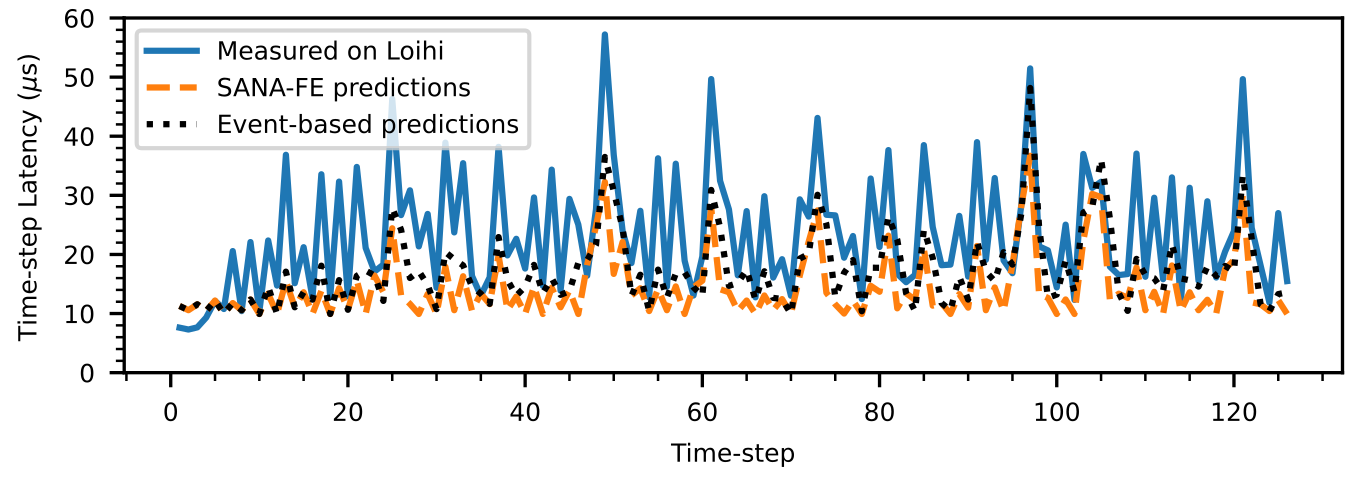 60
50
40
30
20
10
0
Time-step Latency (μs)
Measured on Loihi
SANA-FE predictions
Event-based predictions
0 20 40 60 80 100 120
Time-step